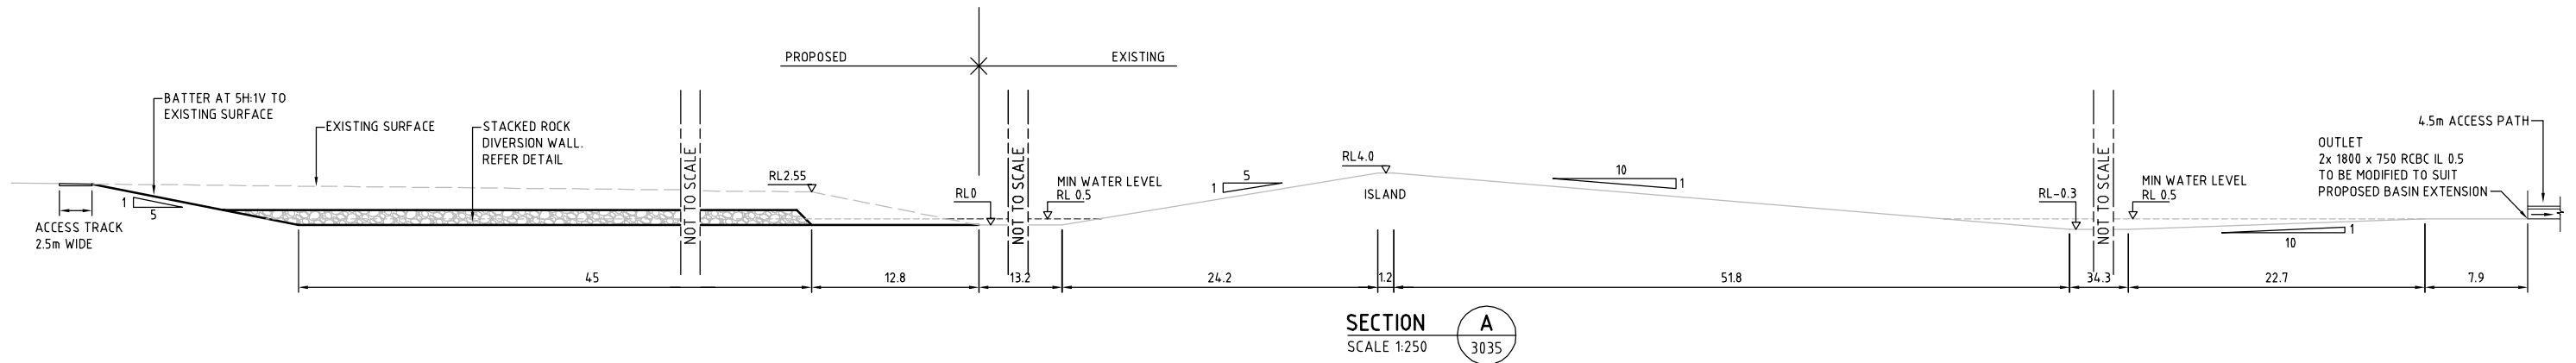 PROPOSED
EXISTING
BATTER AT 5H:1V TO
EXISTING SURFACE
EXISTING SURFACE
STACKED ROCK
DIVERSION WALL.
REFER DETAIL
NOT TO SCALE
RL2.55
RL0
NOT TO SCALE
MIN WATER LEVEL
RL 0.5
1
5
RL4.0
ISLAND
10
1
RL-0.3
NOT TO SCALE
MIN WATER LEVEL
RL 0.5
10
1
OUTLET
2x 1800 x 750 RCBC IL 0.5
TO BE MODIFIED TO SUIT
PROPOSED BASIN EXTENSION
4.5m ACCESS PATH
1
5
ACCESS TRACK
2.5m WIDE
45
12.8
13.2
24.2
1.2
51.8
34.3
22.7
7.9
SECTION
SCALE 1:250
A
3035